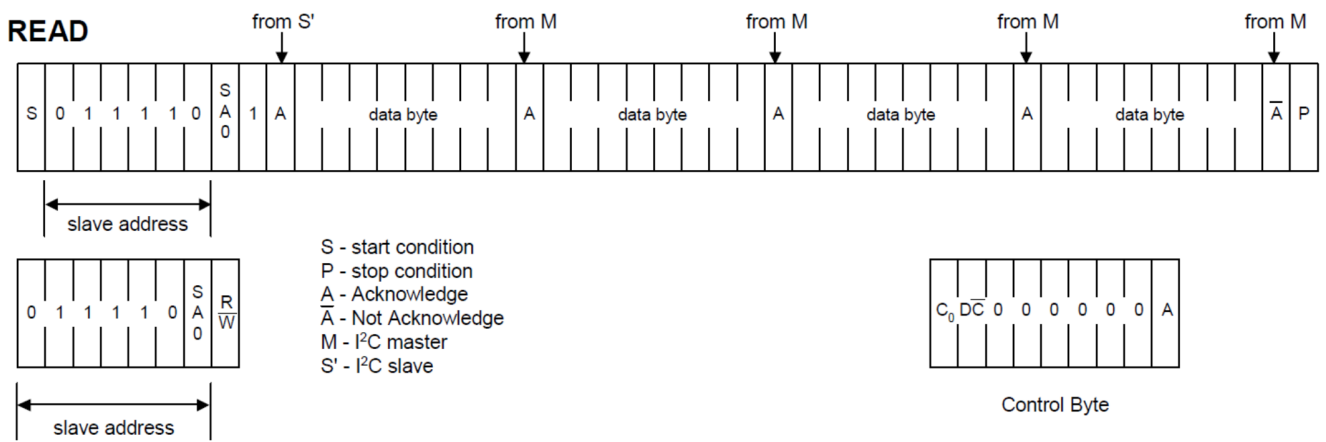 READ
from S' from M from M from M from M
S 0 1 1 1 1 0 SA0 1 A data byte A data byte A data byte A data byte A̅ P
slave address
0 1 1 1 1 0 SA0 R/W̅
slave address
S - start condition
P - stop condition
A - Acknowledge
A̅ - Not Acknowledge
M - I²C master
S' - I²C slave
C₀ DC̅ 0 0 0 0 0 0 A
Control Byte